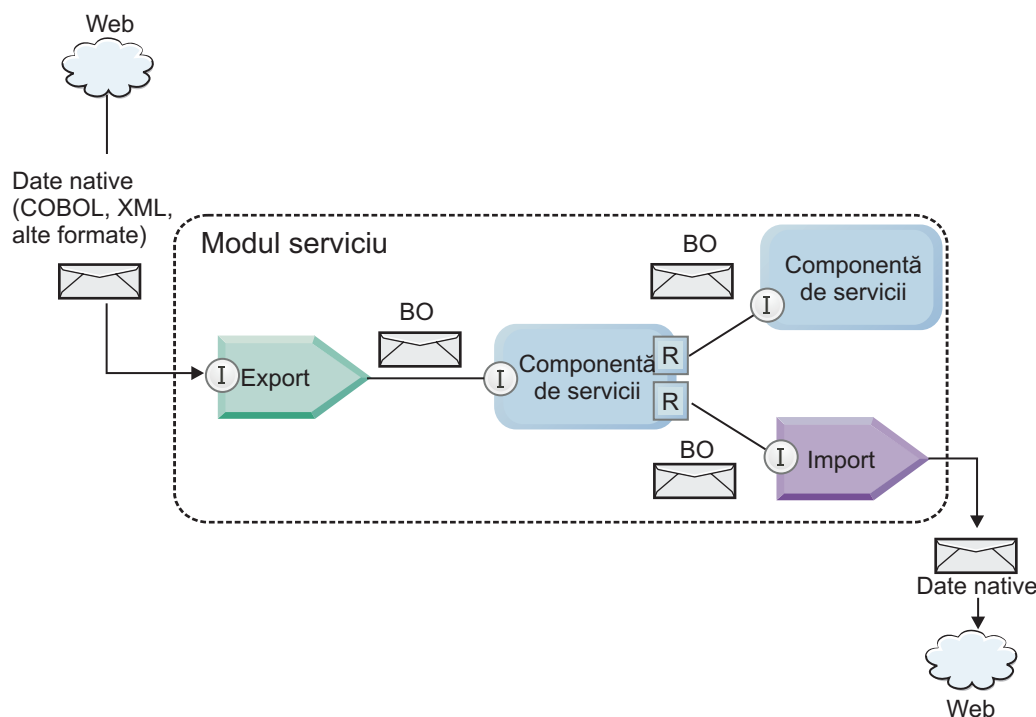 Web
Date native
(COBOL, XML,
alte formate)
Modul serviciu
I
Export
BO
I
Componentă
de servicii
R
R
BO
I
Componentă
de servicii
BO
I
Import
Date native
Web